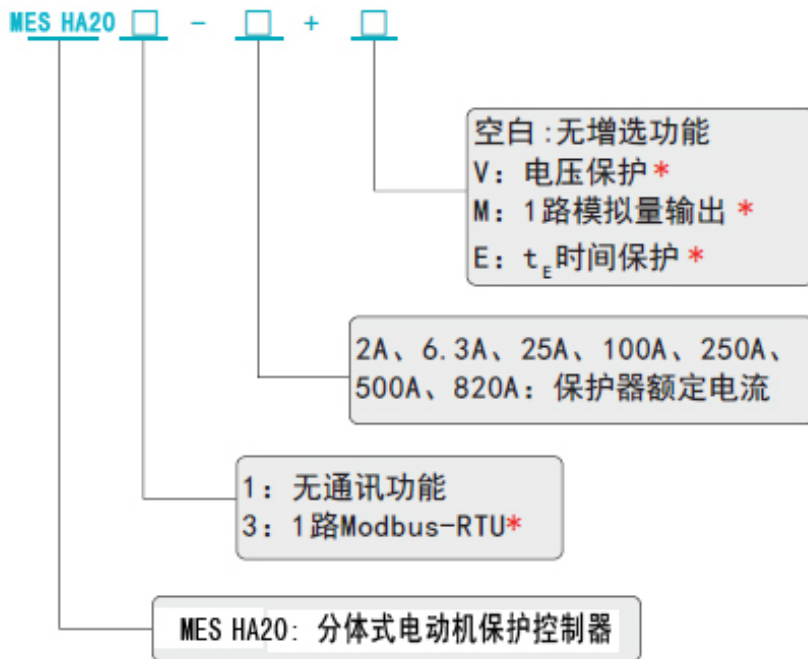 MES HA20 □ - □ + □
空白:无增选功能
V: 电压保护*
M: 1路模拟量输出*
E: tE时间保护*
2A、6.3A、25A、100A、250A、
500A、820A: 保护器额定电流
1: 无通讯功能
3: 1路Modbus-RTU*
MES HA20: 分体式电动机保护控制器